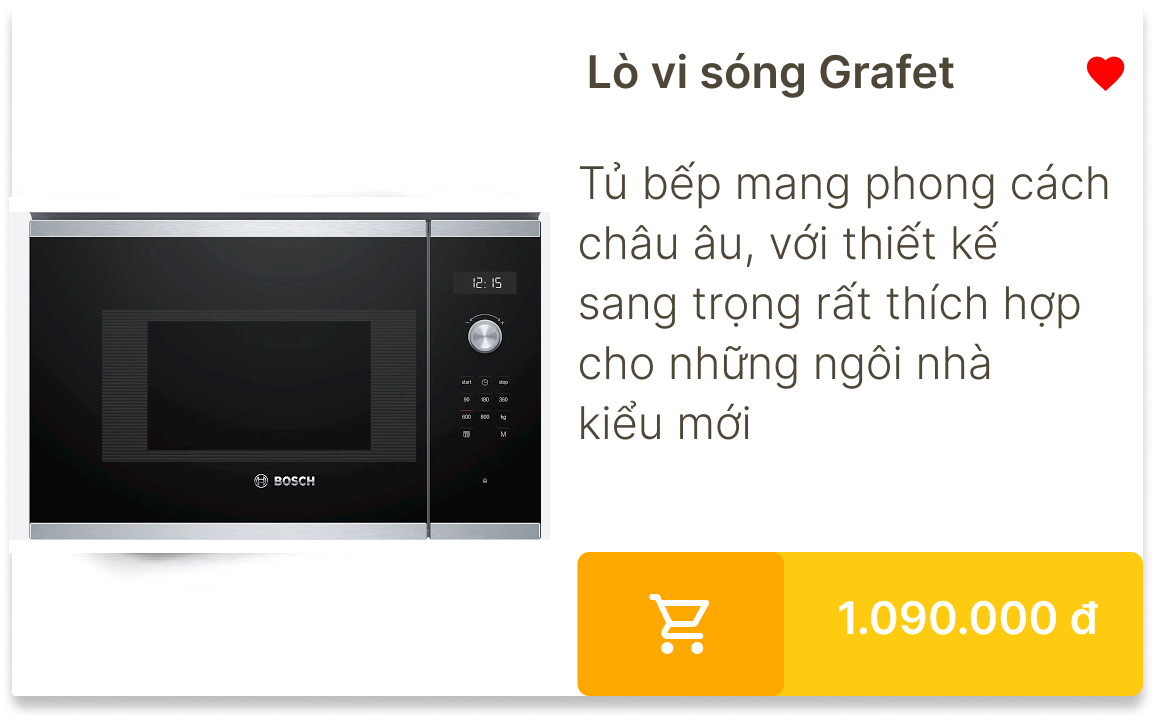 Lò vi sóng Grafet
Tủ bếp mang phong cách
châu âu, với thiết kế
sang trọng rất thích hợp
cho những ngôi nhà
kiểu mới
12:15
start stop
90 180 360
600 800 kg
M
BOSCH
1.090.000 đ